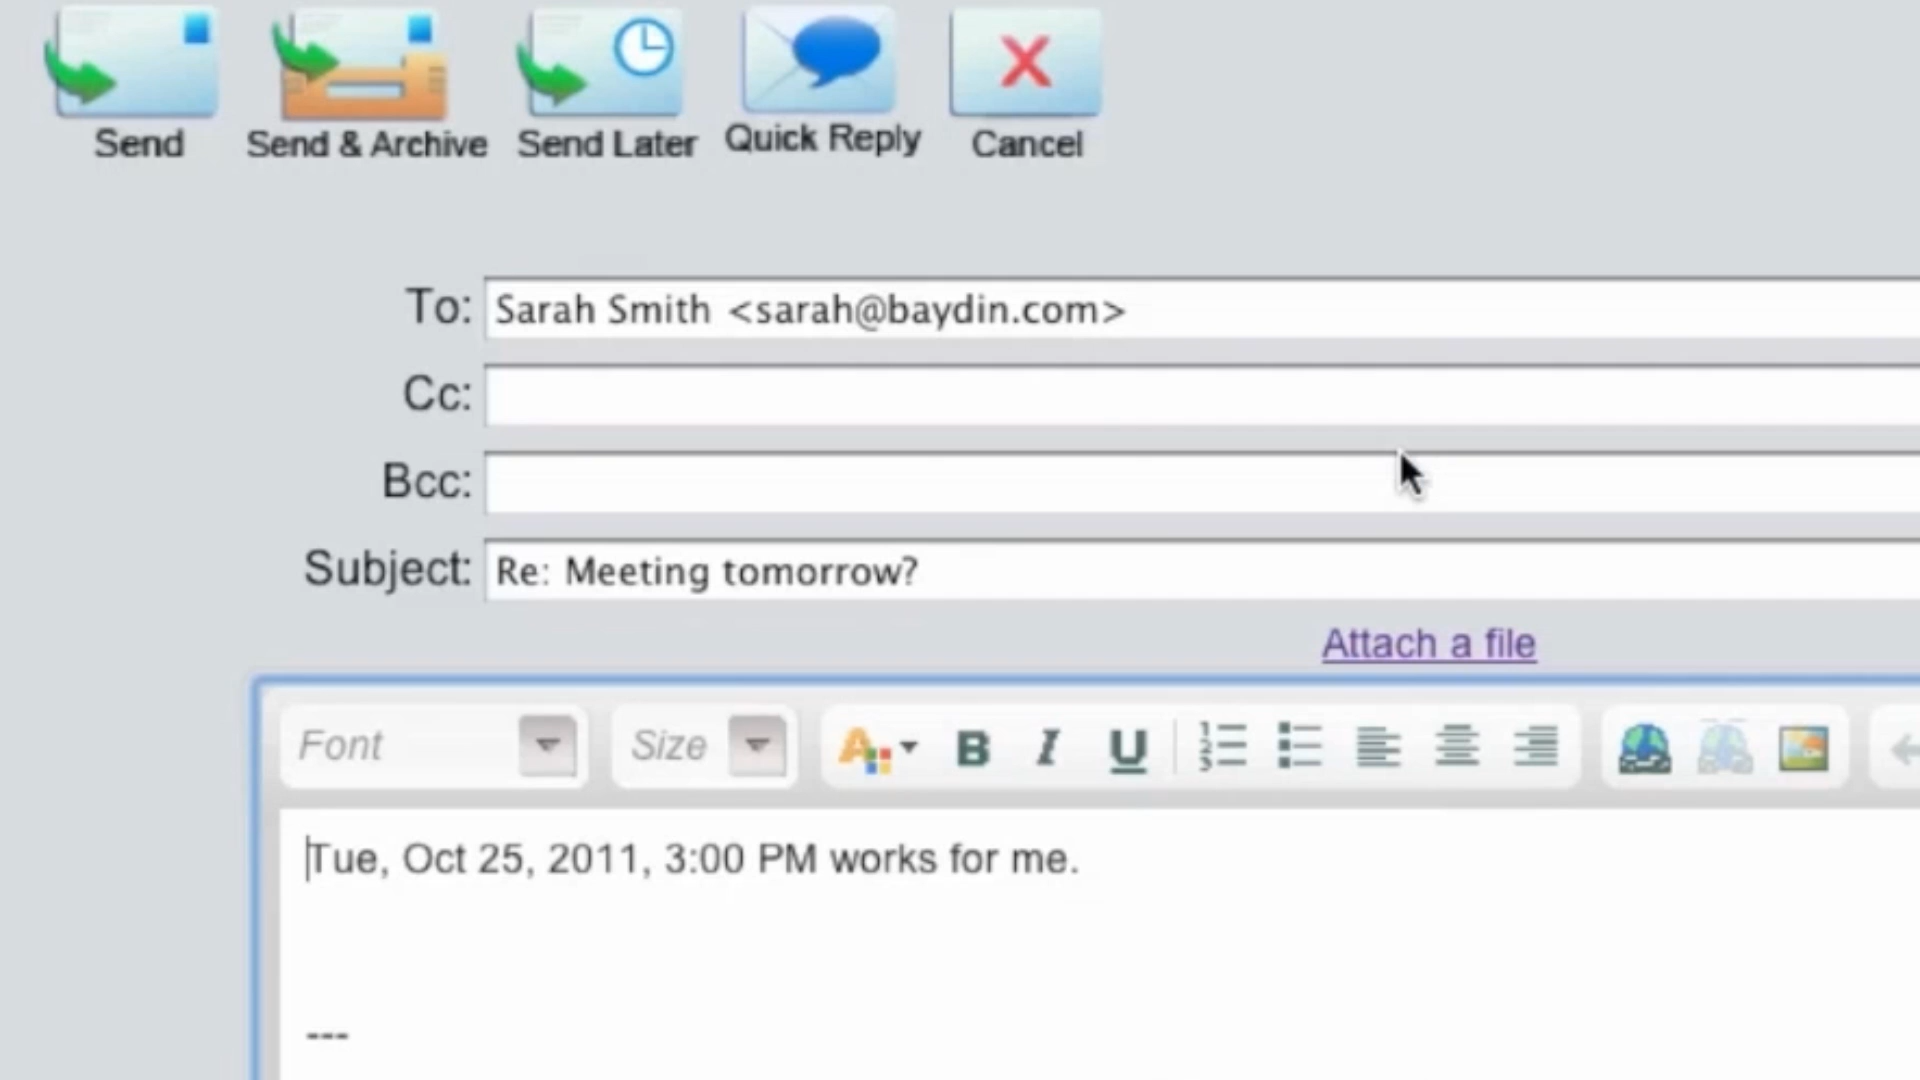 Send
Send & Archive
Send Later
Quick Reply
Cancel
To: Sarah Smith <sarah@baydin.com>
Cc:
Bcc:
Subject: Re: Meeting tomorrow?
Attach a file
Font Size A B I U
Tue, Oct 25, 2011, 3:00 PM works for me.
---